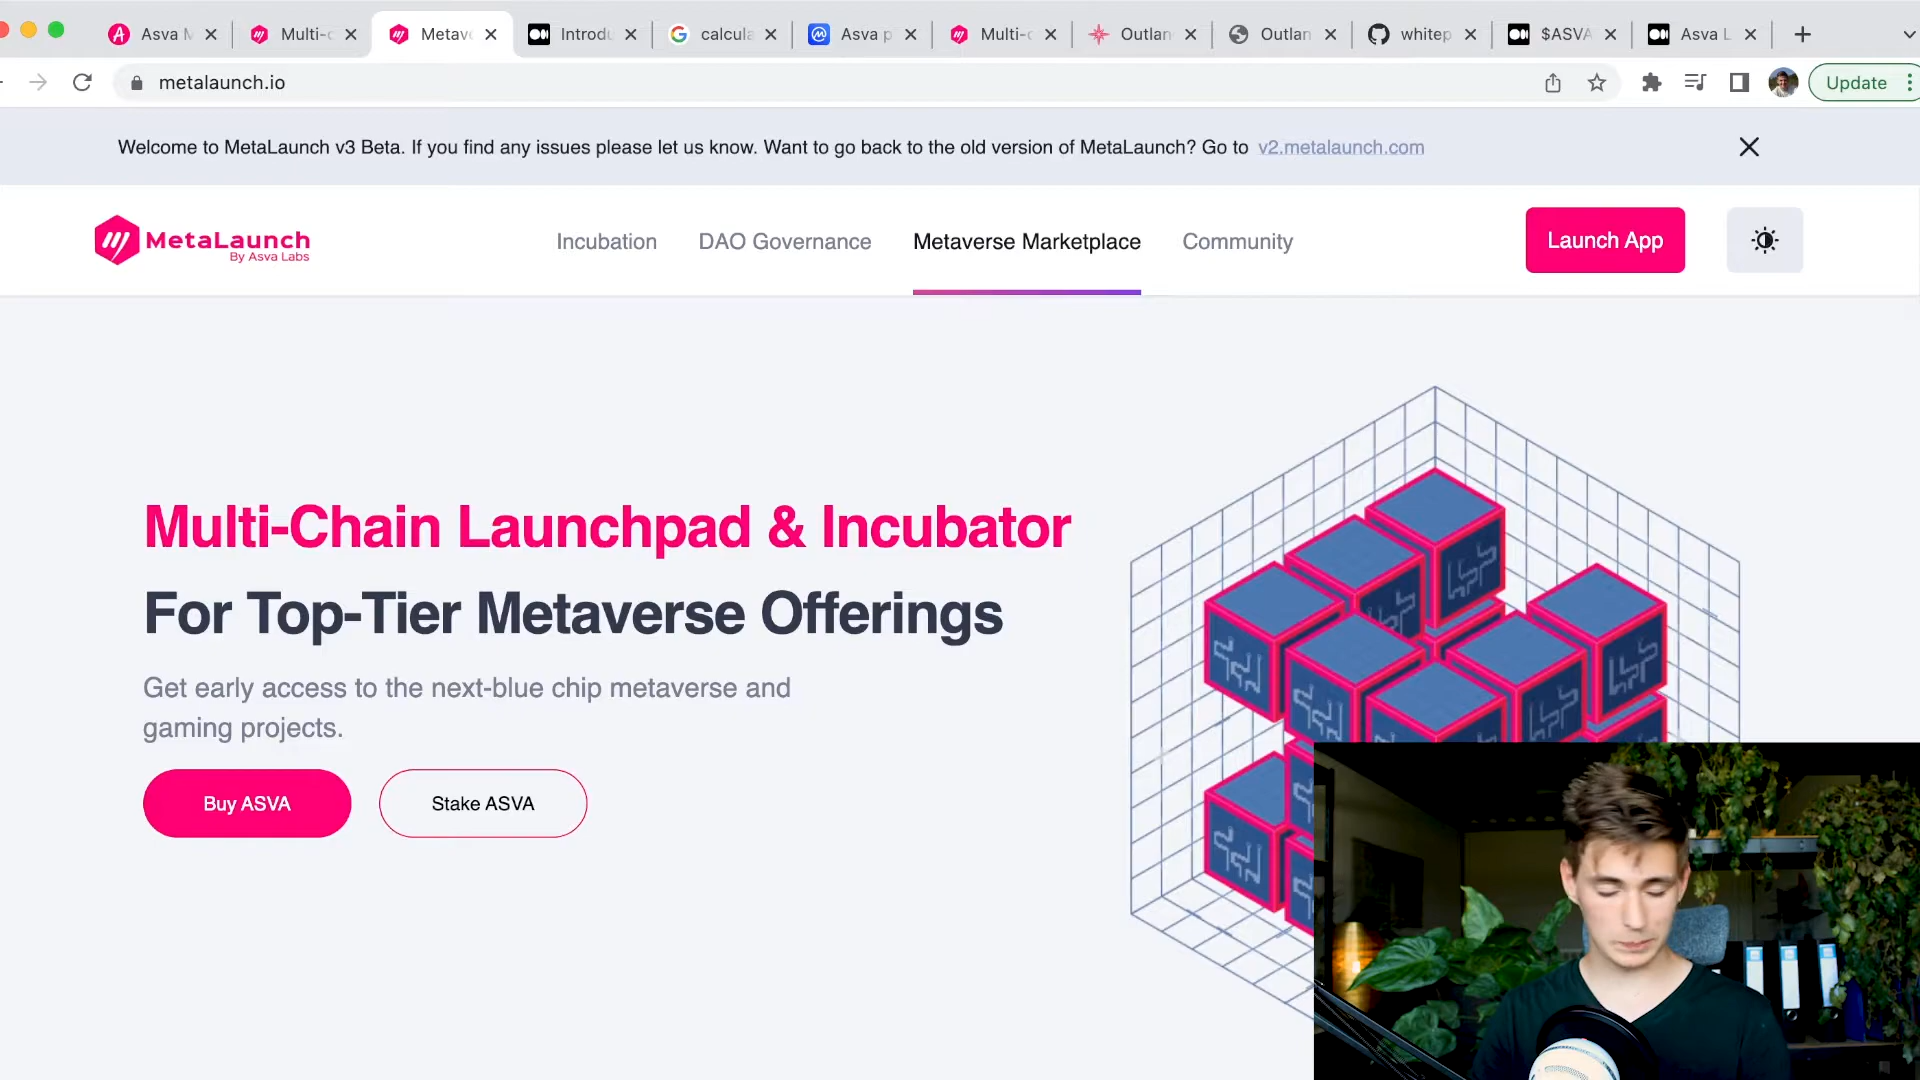 Asva M
Multi-c
Metav
Introdu
calcula
Asva p
Multi-c
Outlan
Outlan
whitep
$ASVA
Asva L
metalaunch.io
Update
Welcome to MetaLaunch v3 Beta. If you find any issues please let us know. Want to go back to the old version of MetaLaunch? Go to v2.metalaunch.com
MetaLaunch
By Asva Labs
Incubation
DAO Governance
Metaverse Marketplace
Community
Launch App
Multi-Chain Launchpad & Incubator
For Top-Tier Metaverse Offerings
Get early access to the next-blue chip metaverse and
gaming projects.
Buy ASVA
Stake ASVA